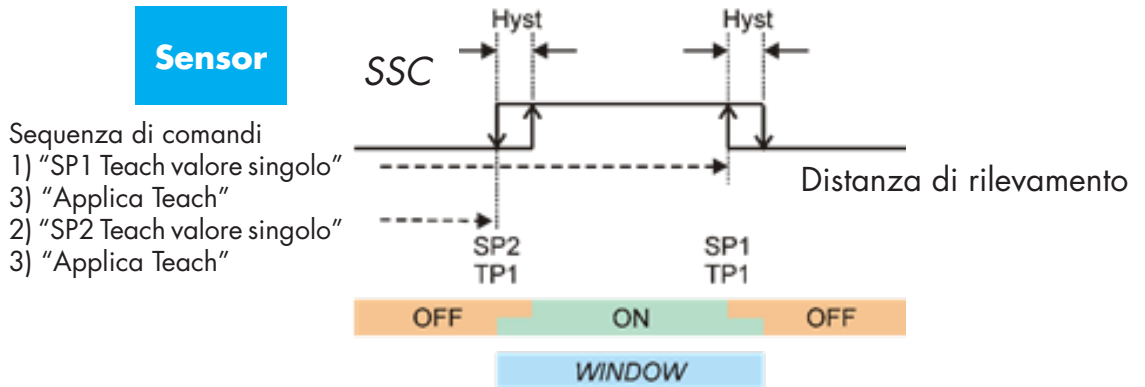 Hyst
Hyst
Sensor
SSC
Sequenza di comandi
1) “SP1 Teach valore singolo”
3) “Applica Teach”
2) “SP2 Teach valore singolo”
3) “Applica Teach”
Distanza di rilevamento
SP2
TP1
SP1
TP1
OFF
ON
OFF
WINDOW